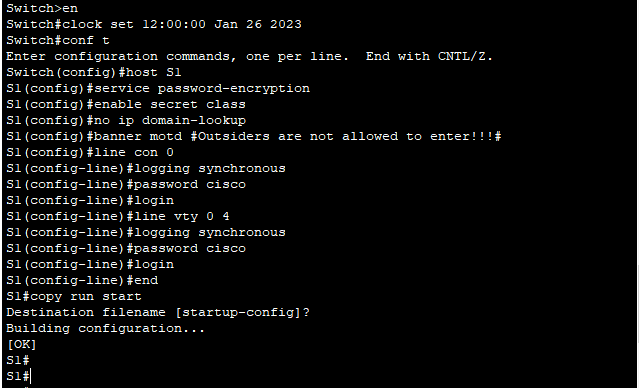 Switch>en
Switch#clock set 12:00:00 Jan 26 2023
Switch#conf t
Enter configuration commands, one per line.  End with CNTL/Z.
Switch(config)#host S1
S1(config)#service password-encryption
S1(config)#enable secret class
S1(config)#no ip domain-lookup
S1(config)#banner motd #Outsiders are not allowed to enter!!!#
S1(config)#line con 0
S1(config-line)#logging synchronous
S1(config-line)#password cisco
S1(config-line)#login
S1(config-line)#line vty 0 4
S1(config-line)#logging synchronous
S1(config-line)#password cisco
S1(config-line)#login
S1(config-line)#end
S1#copy run start
Destination filename [startup-config]?
Building configuration...
[OK]
S1#
S1#